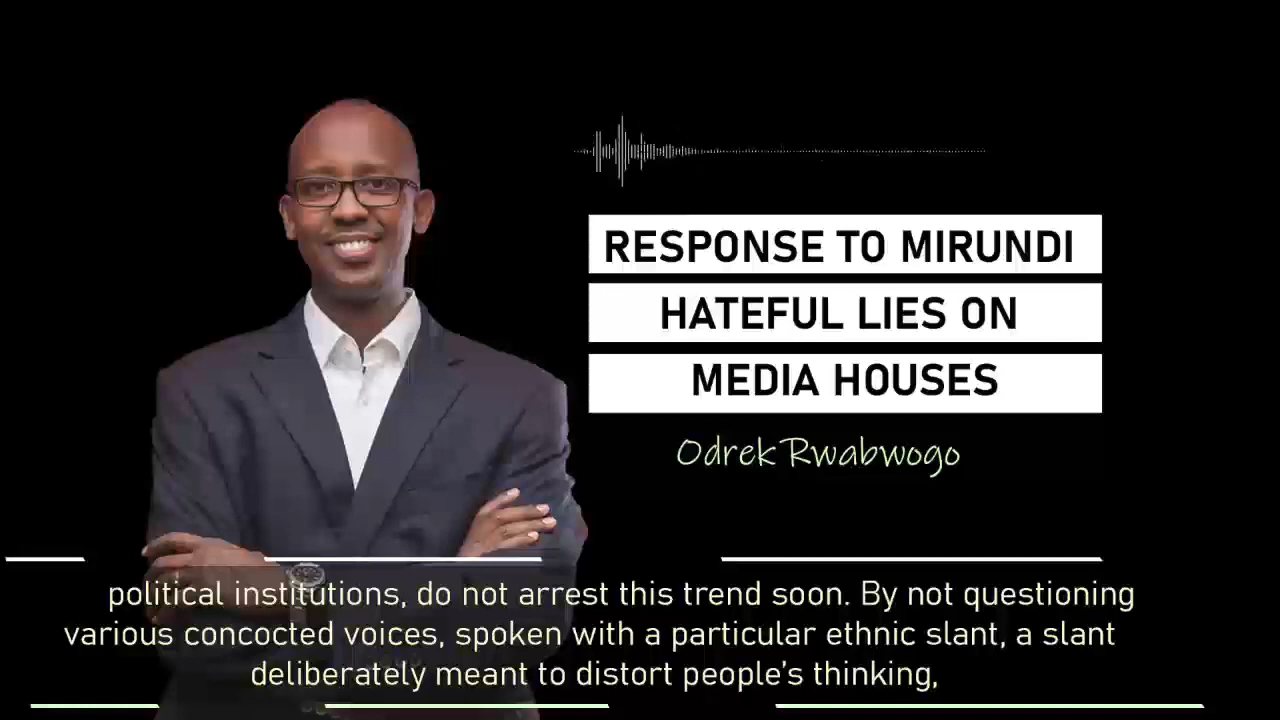 RESPONSE TO MIRUNDI
HATEFUL LIES ON
MEDIA HOUSES
Odrek Rwabwogo
political institutions, do not arrest this trend soon. By not questioning
various concocted voices, spoken with a particular ethnic slant, a slant
deliberately meant to distort people's thinking,